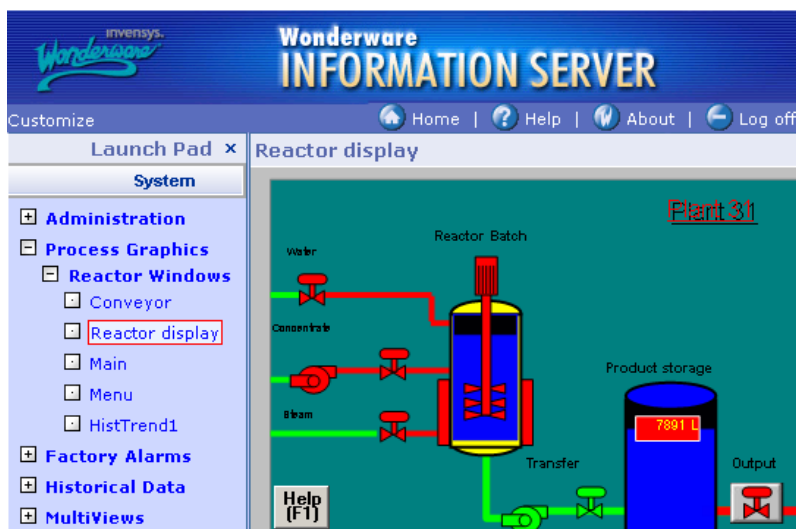 invensys.
Wonderware
Wonderware
INFORMATION SERVER
Customize
Home | Help | About | Log off
Launch Pad ×
Reactor display
System
Administration
Process Graphics
Reactor Windows
Conveyor
Reactor display
Main
Menu
HistTrend1
Factory Alarms
Historical Data
MultiViews
Plant 31
Reactor Batch
Water
Concentrate
Steam
Product storage
7891 L
Transfer
Output
Help
(F1)